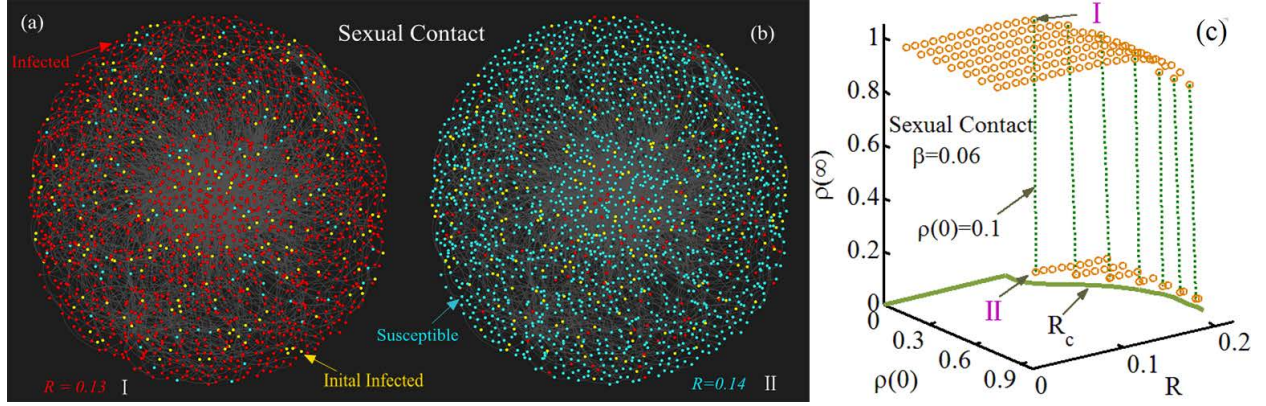 (a)
Sexual Contact
(b)
Infected
Susceptible
Inital Infected
R = 0.13 I
R=0.14 II
(c)
I
1
0.8
0.6
0.4
0.2
0
ρ(∞)
Sexual Contact
β=0.06
ρ(0)=0.1
II
R_c
0
0.3
0.6
0.9
ρ(0)
0
0.1
0.2
R